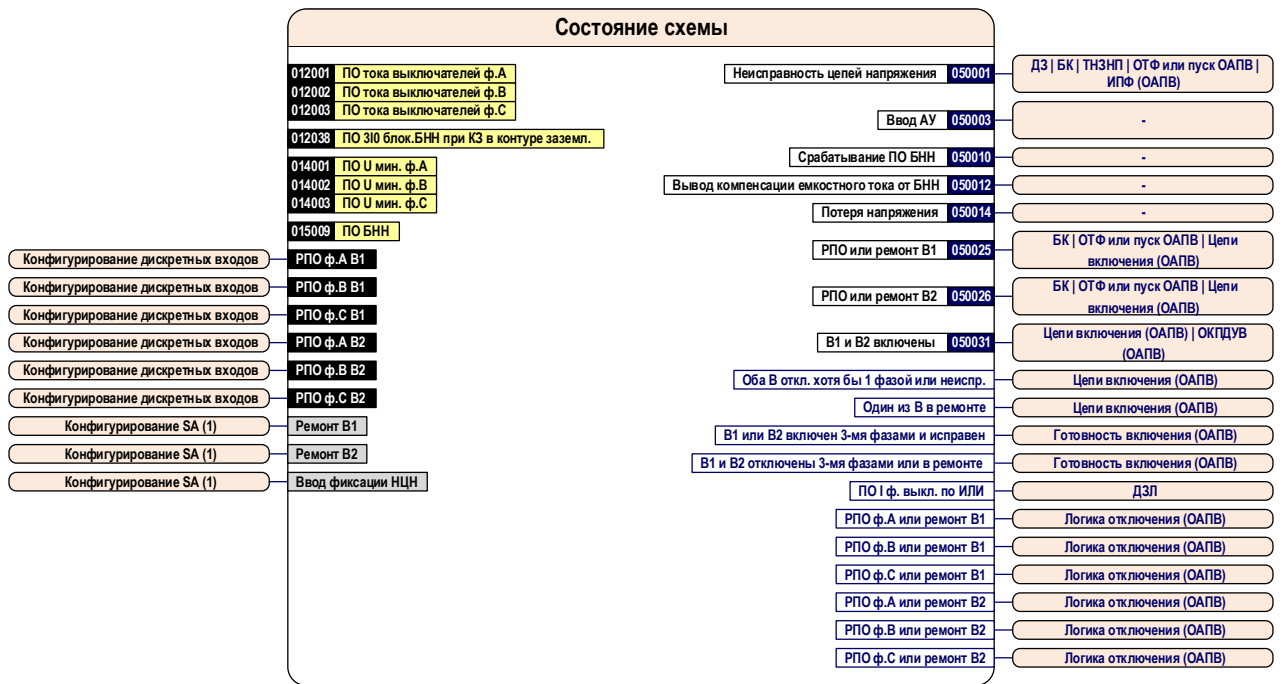 Состояние схемы
012001 ПО тока выключателей ф.А
012002 ПО тока выключателей ф.В
012003 ПО тока выключателей ф.С
012038 ПО 3I0 блок.БНН при КЗ в контуре заземл.
014001 ПО U мин. ф.А
014002 ПО U мин. ф.В
014003 ПО U мин. ф.С
015009 ПО БНН
Конфигурирование дискретных входов РПО ф.А В1
Конфигурирование дискретных входов РПО ф.В В1
Конфигурирование дискретных входов РПО ф.С В1
Конфигурирование дискретных входов РПО ф.А В2
Конфигурирование дискретных входов РПО ф.В В2
Конфигурирование дискретных входов РПО ф.С В2
Конфигурирование SA (1) Ремонт В1
Конфигурирование SA (1) Ремонт В2
Конфигурирование SA (1) Ввод фиксации НЦН
Неисправность цепей напряжения 050001 ДЗ | БК | ТНЗНП | ОТФ или пуск ОАПВ |
ИПФ (ОАПВ)
Ввод АУ 050003 -
Срабатывание ПО БНН 050010 -
Вывод компенсации емкостного тока от БНН 050012 -
Потеря напряжения 050014 -
РПО или ремонт В1 050025 БК | ОТФ или пуск ОАПВ | Цепи
включения (ОАПВ)
РПО или ремонт В2 050026 БК | ОТФ или пуск ОАПВ | Цепи
включения (ОАПВ)
В1 и В2 включены 050031 Цепи включения (ОАПВ) | ОКПДУВ
(ОАПВ)
Оба В откл. хотя бы 1 фазой или неиспр. Цепи включения (ОАПВ)
Один из В в ремонте Цепи включения (ОАПВ)
В1 или В2 включен 3-мя фазами и исправен Готовность включения (ОАПВ)
В1 и В2 отключены 3-мя фазами или в ремонте Готовность включения (ОАПВ)
ПО I ф. выкл. по ИЛИ ДЗЛ
РПО ф.А или ремонт В1 Логика отключения (ОАПВ)
РПО ф.В или ремонт В1 Логика отключения (ОАПВ)
РПО ф.С или ремонт В1 Логика отключения (ОАПВ)
РПО ф.А или ремонт В2 Логика отключения (ОАПВ)
РПО ф.В или ремонт В2 Логика отключения (ОАПВ)
РПО ф.С или ремонт В2 Логика отключения (ОАПВ)